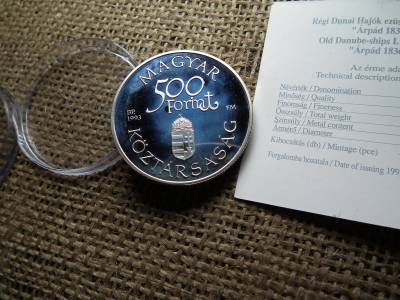 MAGYAR
500
Forint
BP. FM
1993
KÖZTÁRSASÁG
Régi Dunai Hajók
"Árpád 183
Old Danube-ships I.
"Árpád 183
Az érme ada
Technical description
Névérték / Denomination
Minőség / Quality
Finomság / Fineness
Összsúly / Total weight
Színsúly / Metal content
Átmérő / Diameter
Kibocsátás (db) / Mintage (pce)
Forgalomba hozatala / Date of issuing 199